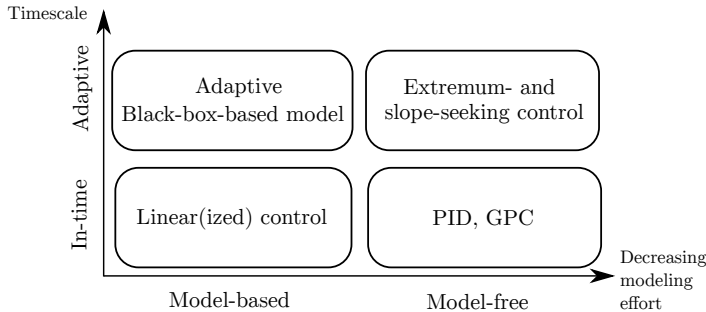 Timescale
Adaptive
Adaptive
Black-box-based model
Extremum- and
slope-seeking control
In-time
Linear(ized) control
PID, GPC
Decreasing
modeling
effort
Model-based
Model-free